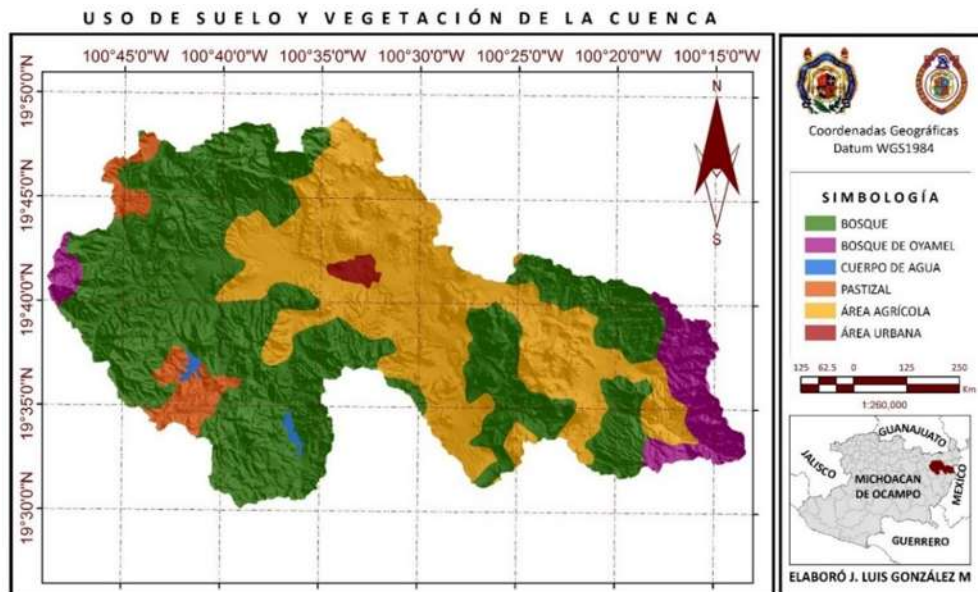 USO DE SUELO Y VEGETACIÓN DE LA CUENCA
100°45'0"W 100°40'0"W 100°35'0"W 100°30'0"W 100°25'0"W 100°20'0"W 100°15'0"W
19°50'0"N
19°45'0"N
19°40'0"N
19°35'0"N
19°30'0"N
N
S
Coordenadas Geográficas
Datum WGS1984
SIMBOLOGÍA
BOSQUE
BOSQUE DE OYAMEL
CUERPO DE AGUA
PASTIZAL
ÁREA AGRÍCOLA
ÁREA URBANA
125 62.5 0 125 250
Km
1:260,000
GUANAJUATO
JALISCO
MICHOACAN
DE OCAMPO
MEXICO
GUERRERO
ELABORÓ J. LUIS GONZÁLEZ M